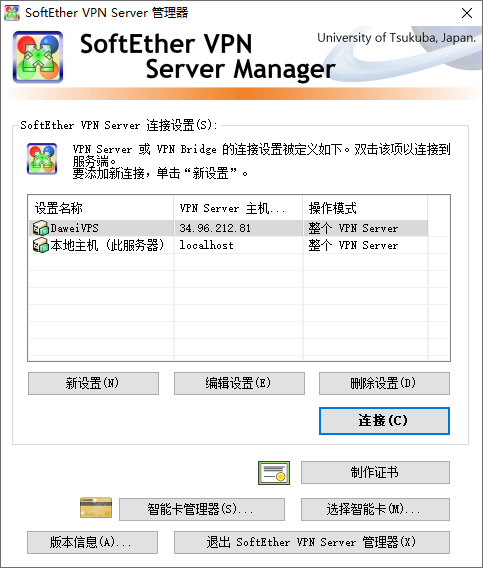 SoftEther VPN Server 管理器
SoftEther VPN
Server Manager
University of Tsukuba, Japan.
SoftEther VPN Server 连接设置(S):
VPN Server 或 VPN Bridge 的连接设置被定义如下。双击该项以连接到
服务端。
要添加新连接，单击“新设置”。
设置名称 VPN Server 主机... 操作模式
DaweiVPS 34.96.212.81 整个 VPN Server
本地主机 (此服务器) localhost 整个 VPN Server
新设置(N) 编辑设置(E) 删除设置(D)
连接(C)
制作证书
智能卡管理器(S)... 选择智能卡(M)...
版本信息(A)... 退出 SoftEther VPN Server 管理器(X)